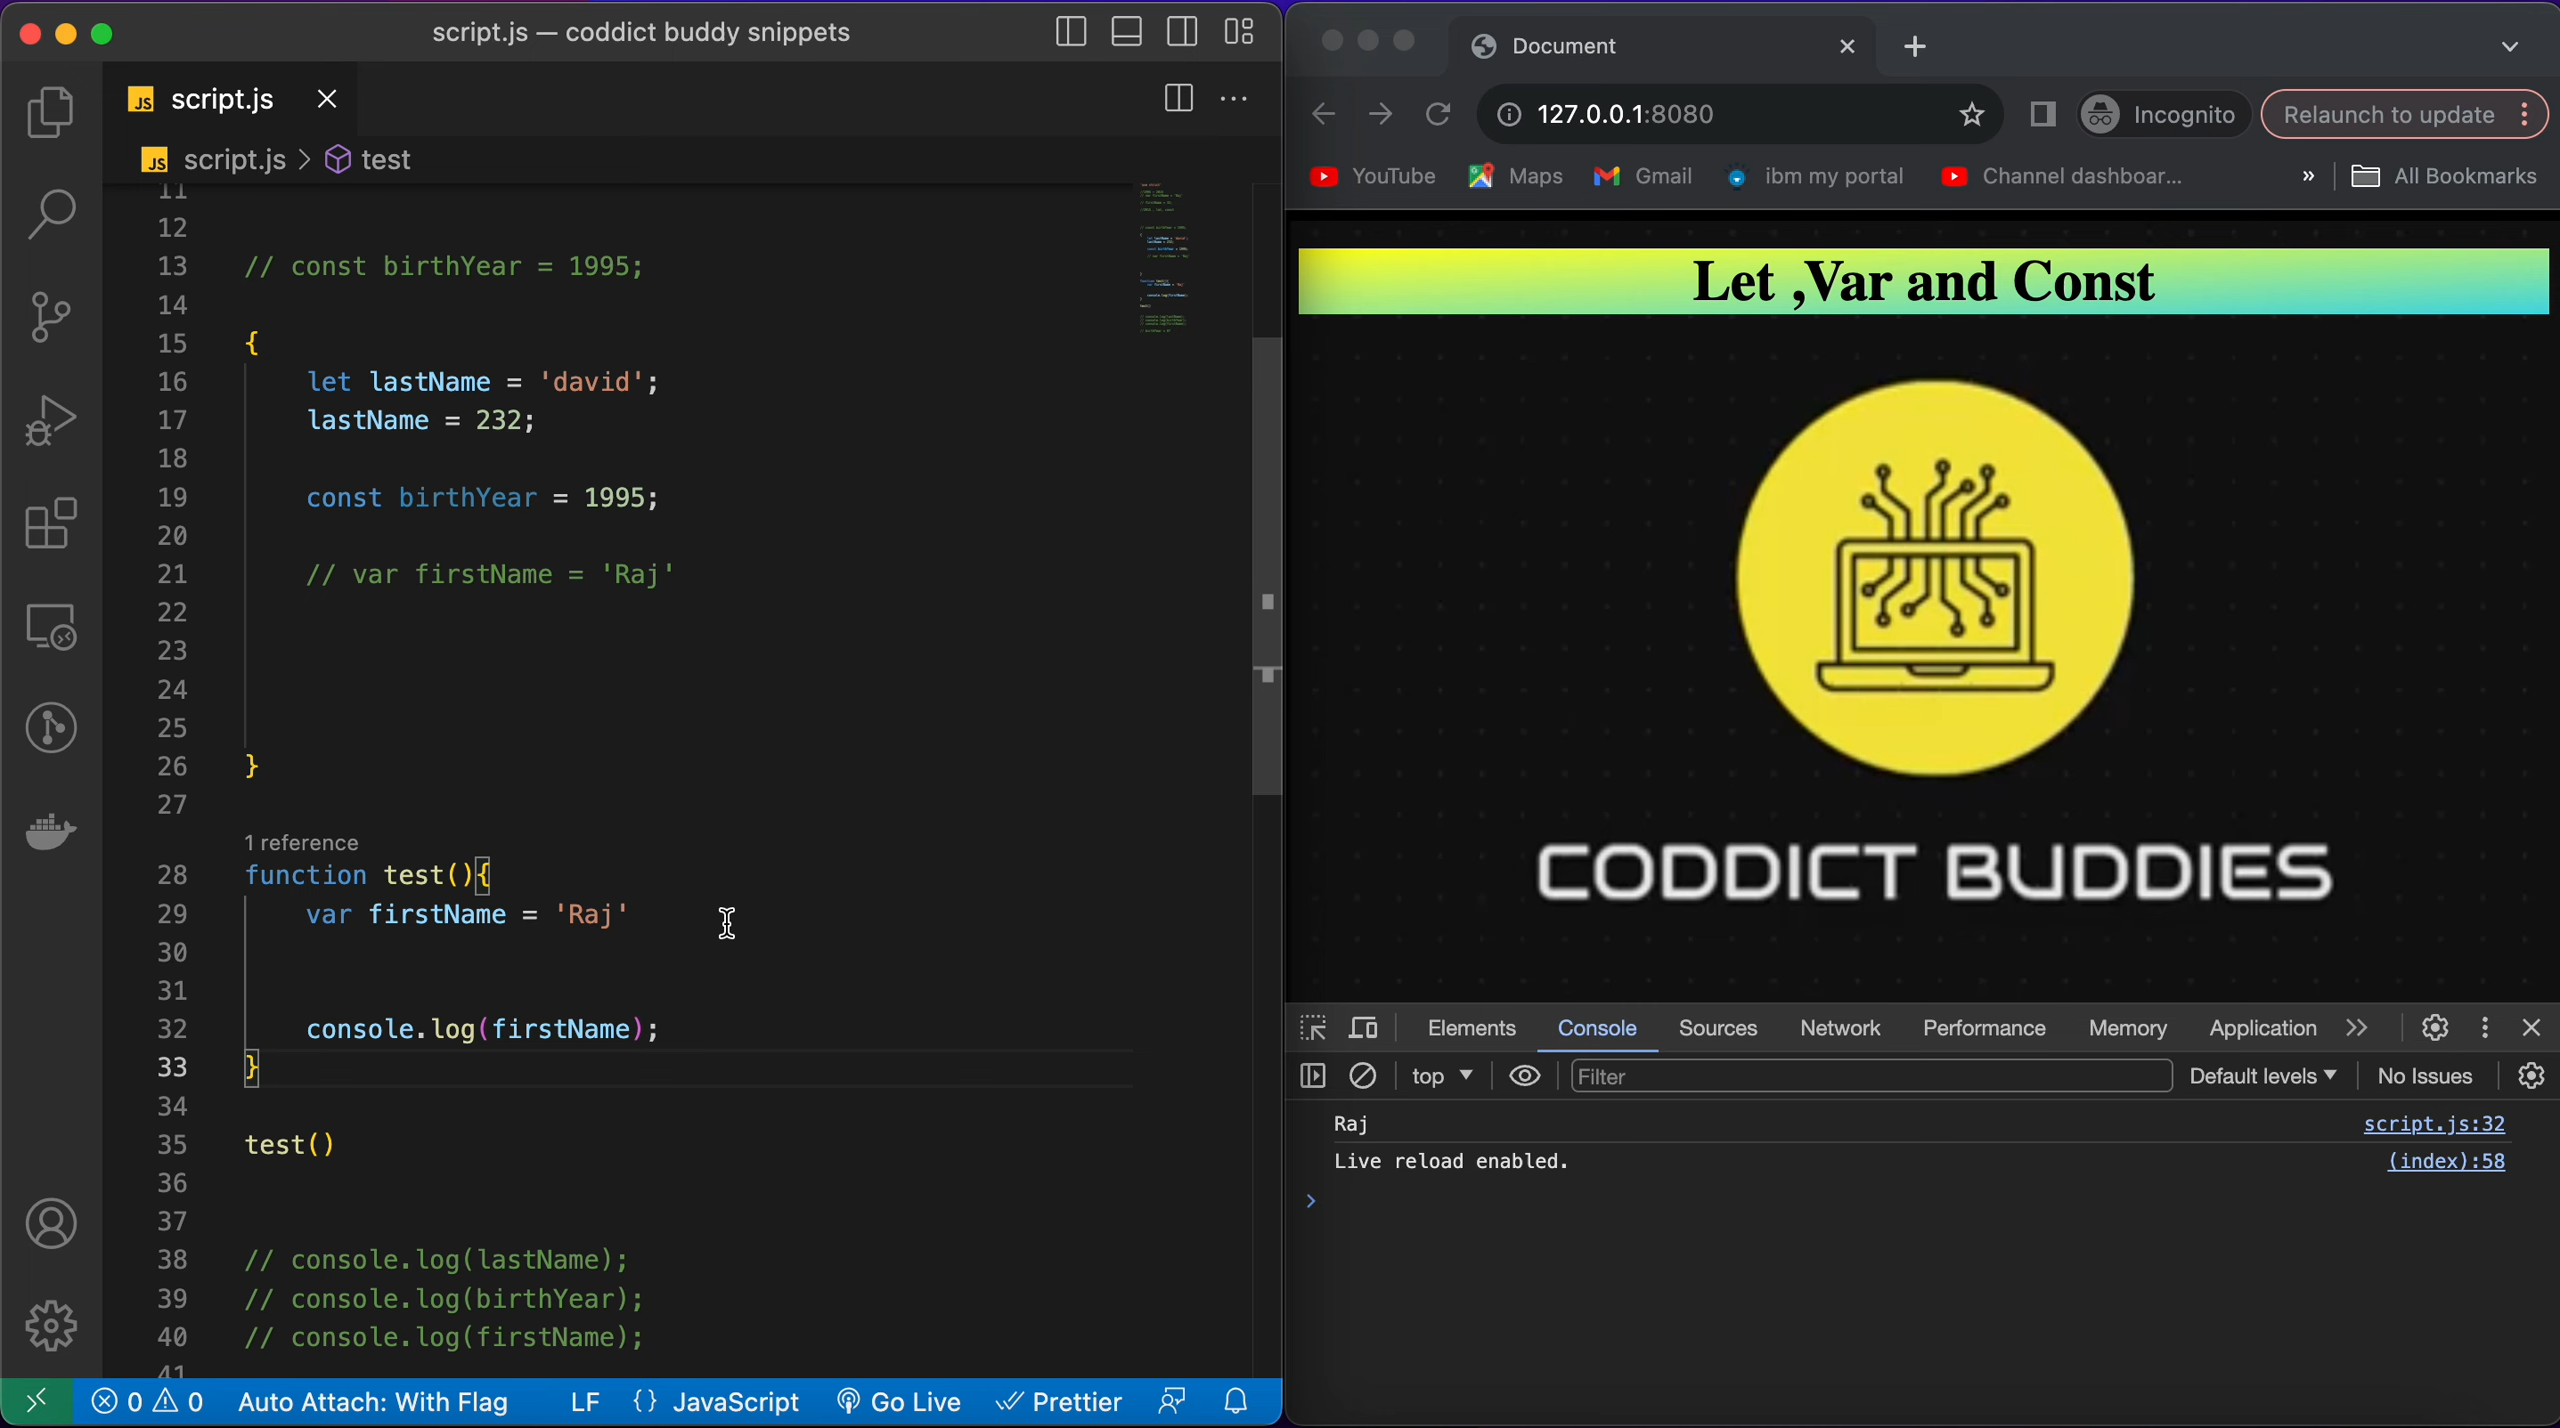 script.js — coddict buddy snippets
JS script.js
JS script.js > test
11
12
13 // const birthYear = 1995;
14
15 {
16 let lastName = 'david';
17 lastName = 232;
18
19 const birthYear = 1995;
20
21 // var firstName = 'Raj'
22
23
24
25
26 }
27
1 reference
28 function test(){
29 var firstName = 'Raj'
30
31
32 console.log(firstName);
33 }
34
35 test()
36
37
38 // console.log(lastName);
39 // console.log(birthYear);
40 // console.log(firstName);
41
0 0 Auto Attach: With Flag LF {} JavaScript Go Live Prettier
Document
127.0.0.1:8080 Incognito Relaunch to update
YouTube Maps Gmail ibm my portal Channel dashboar... » All Bookmarks
Let ,Var and Const
CODDICT BUDDIES
Elements Console Sources Network Performance Memory Application
top Filter Default levels No Issues
Raj script.js:32
Live reload enabled. (index):58